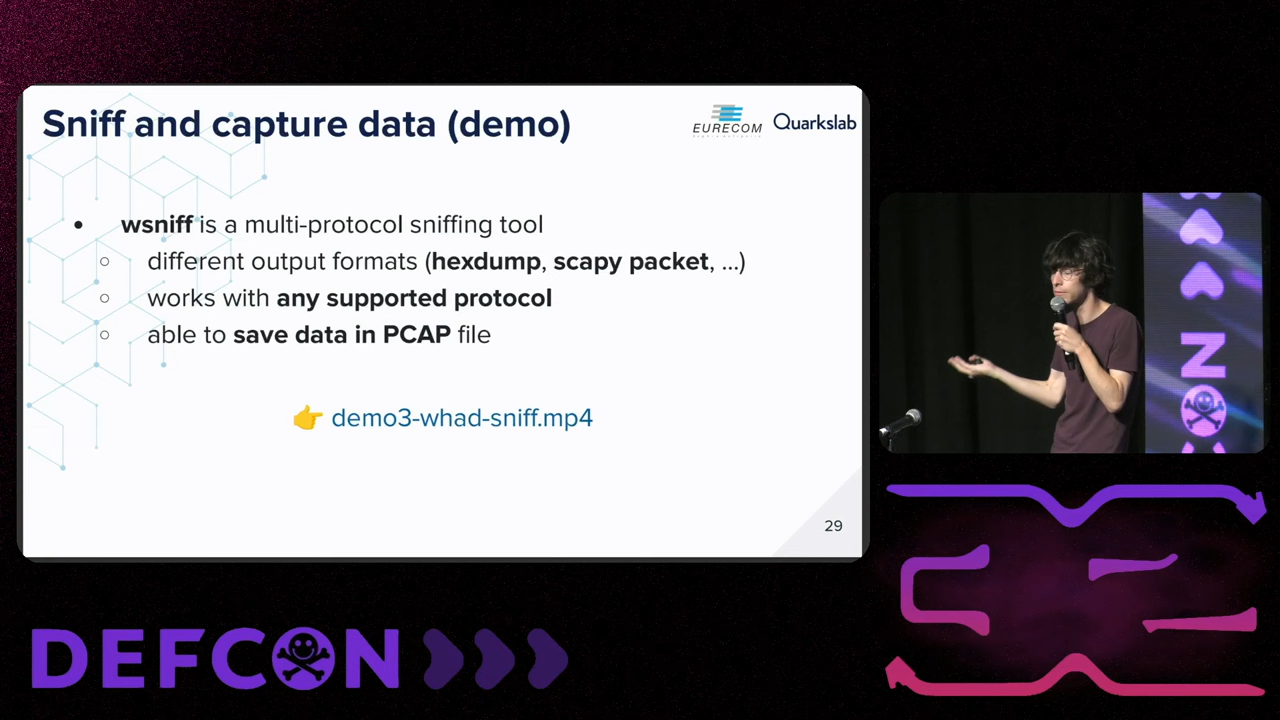 Sniff and capture data (demo)
EURECOM
Quarkslab
wsniff is a multi-protocol sniffing tool
different output formats (hexdump, scapy packet, ...)
works with any supported protocol
able to save data in PCAP file
👉 demo3-whad-sniff.mp4
29
N
DEFCON